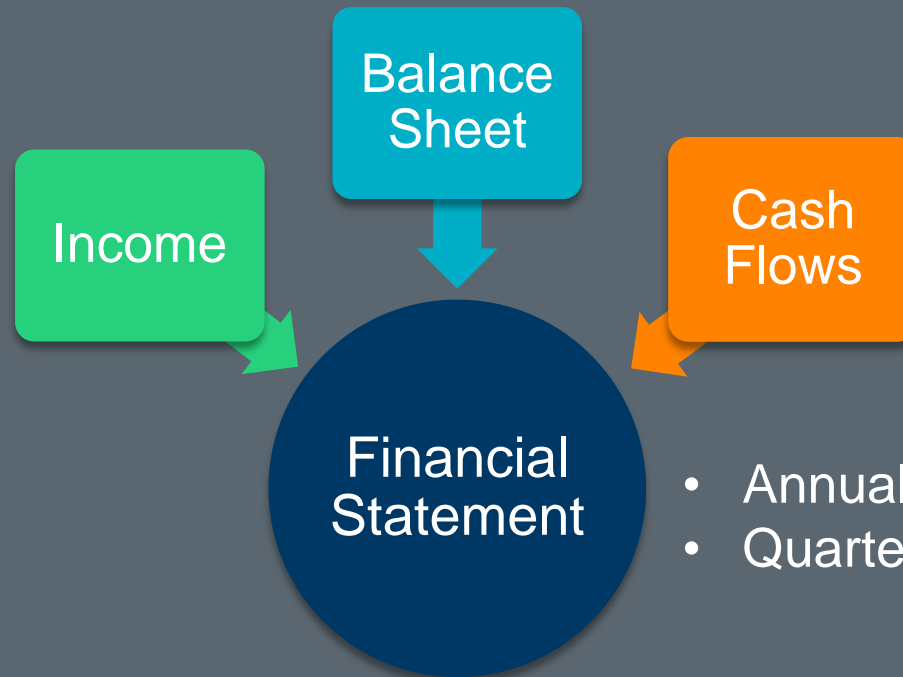 Balance
Sheet
Income
Cash
Flows
Financial
Statement
• Annual
• Quarte